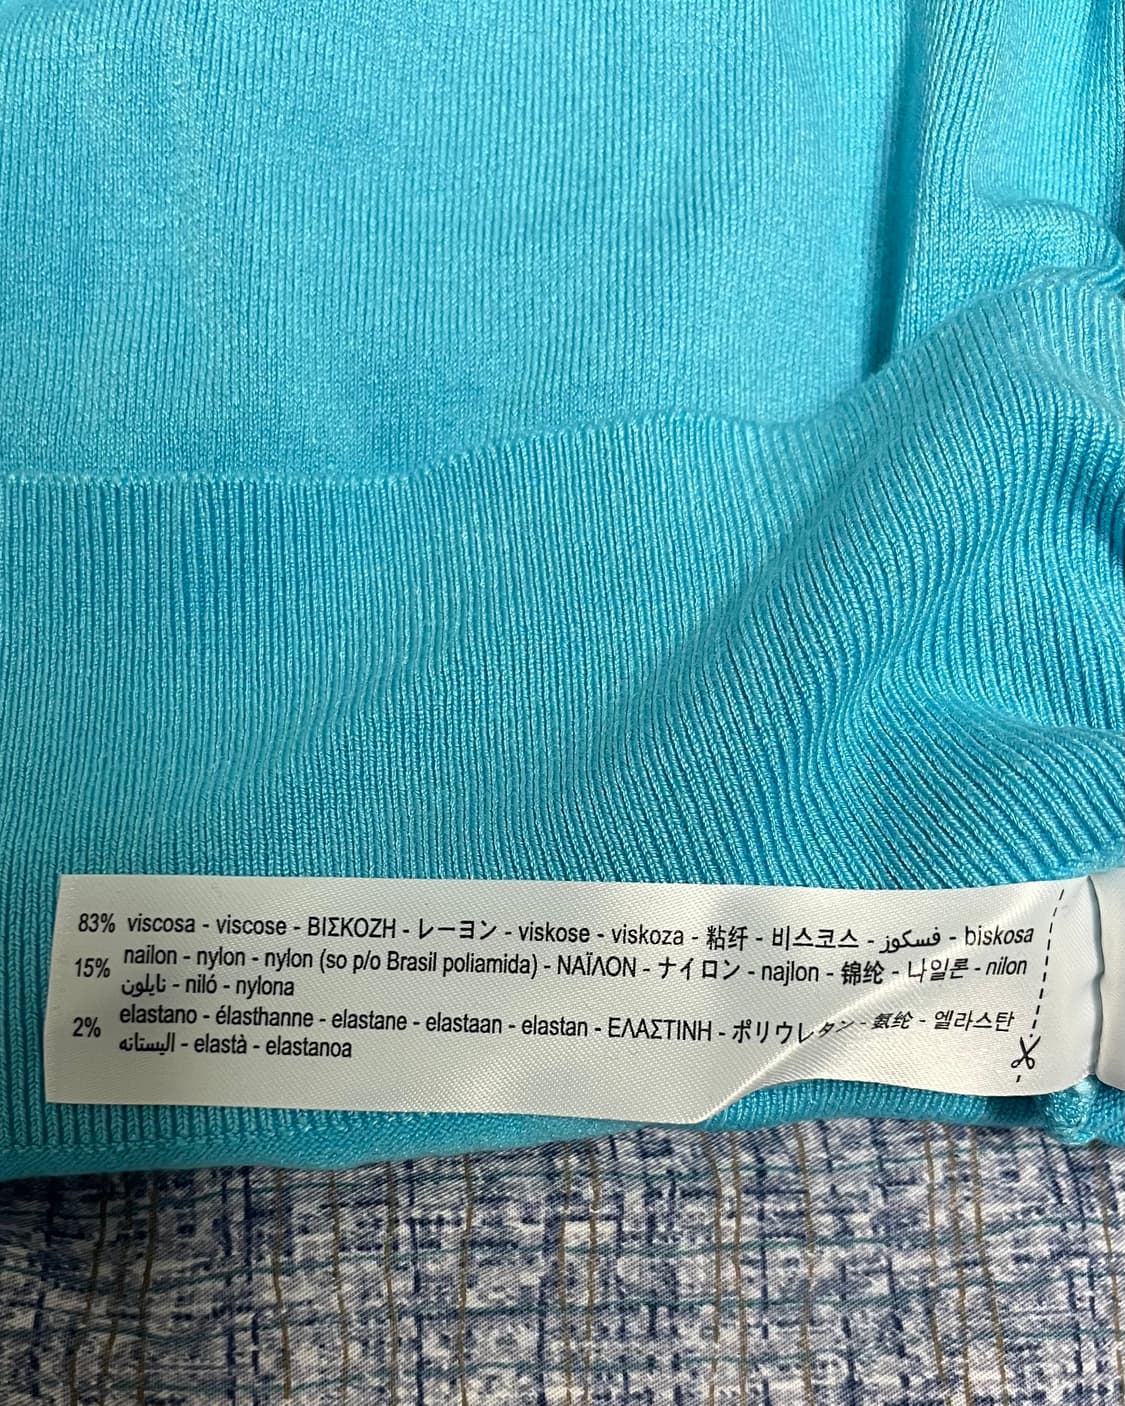 83% viscosa - viscose - ΒΙΣΚΟΖΗ - レーヨン - viskose - viskoza - 粘纤 - 비스코스 - فسكوز - biskosa
15% nailon - nylon - nylon (so p/o Brasil poliamida) - ΝΑΪΛΟΝ - ナイロン - najlon - 锦纶 - 나일론 - nilon
نايلون - niló - nylona
2% elastano - élasthanne - elastane - elastaan - elastan - ΕΛΑΣΤΙΝΗ - ポリウレタン - 氨纶 - 엘라스탄
اليستانه - elastà - elastanoa